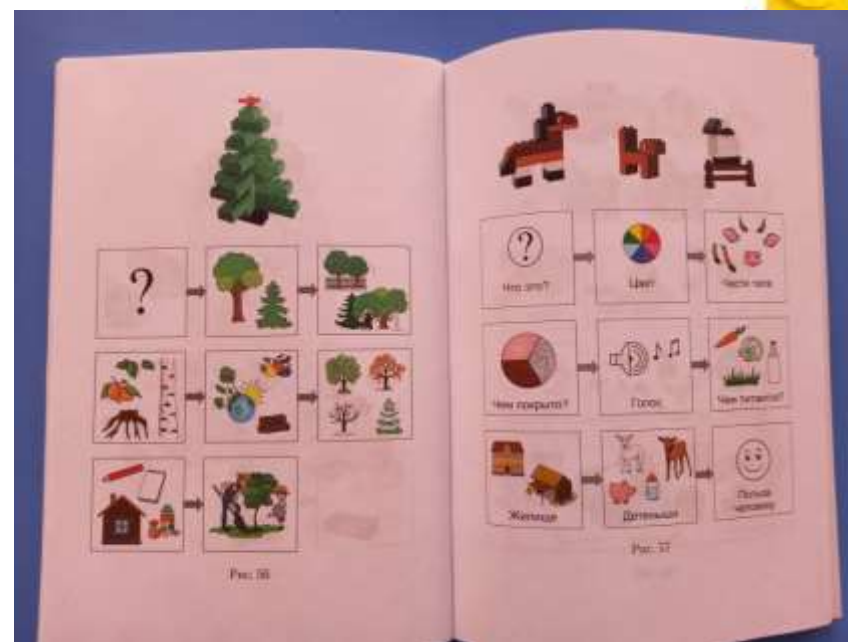 ?
Рис. 56
?
Что это?
Цвет
Части тела
Чем покрыто?
Голос
Чем питается?
Жилище
Детеныши
Польза
человеку
Рис. 57